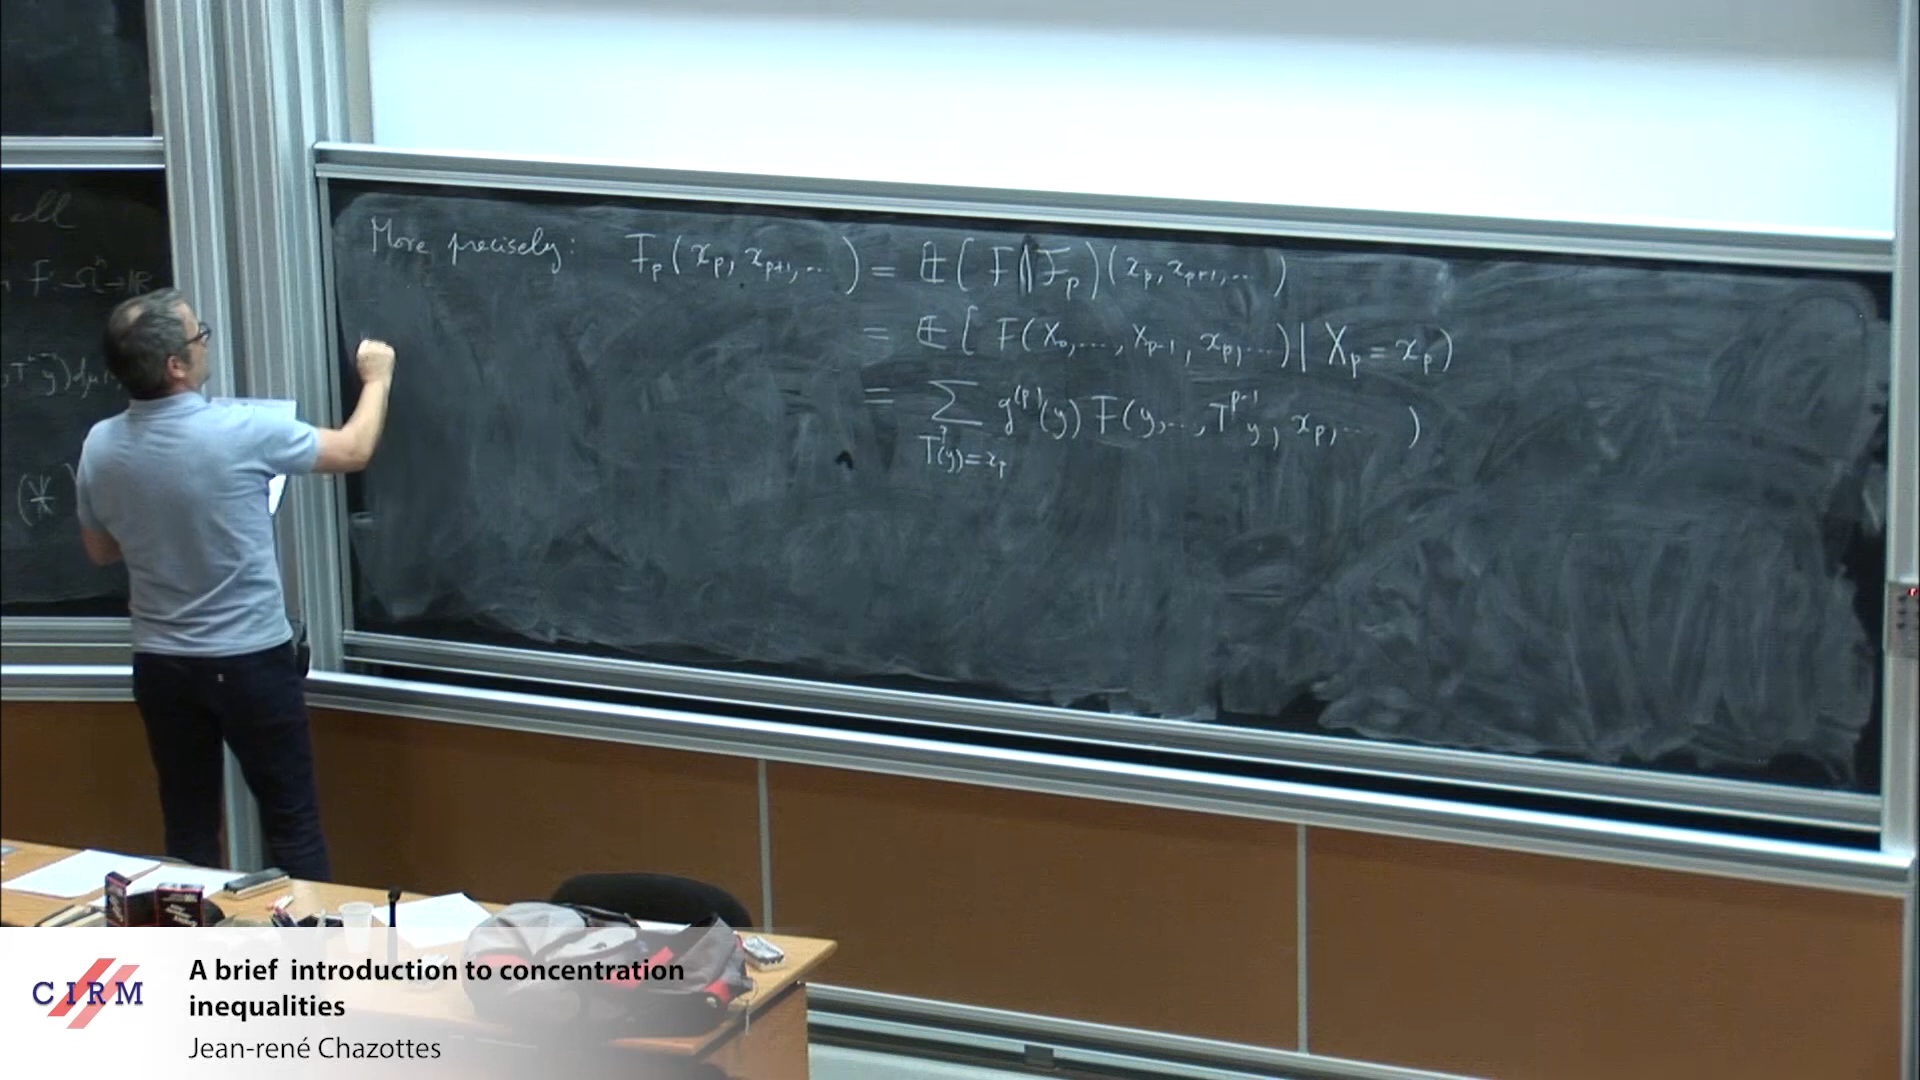 all
F: Ω^n → ℝ
(*)
More precisely: F_p(x_p, x_{p+1}, ...) = 𝔼(F | 𝓕_p)(x_p, x_{p+1}, ...)
= 𝔼[F(X_0, ..., X_{p-1}, x_p, ...) | X_p = x_p)
= ∑_{T^p(y)=x_p} g^{(p)}(y) F(y, .., T^{p-1}y, x_p, ... )
CIRM
A brief introduction to concentration
inequalities
Jean-rené Chazottes